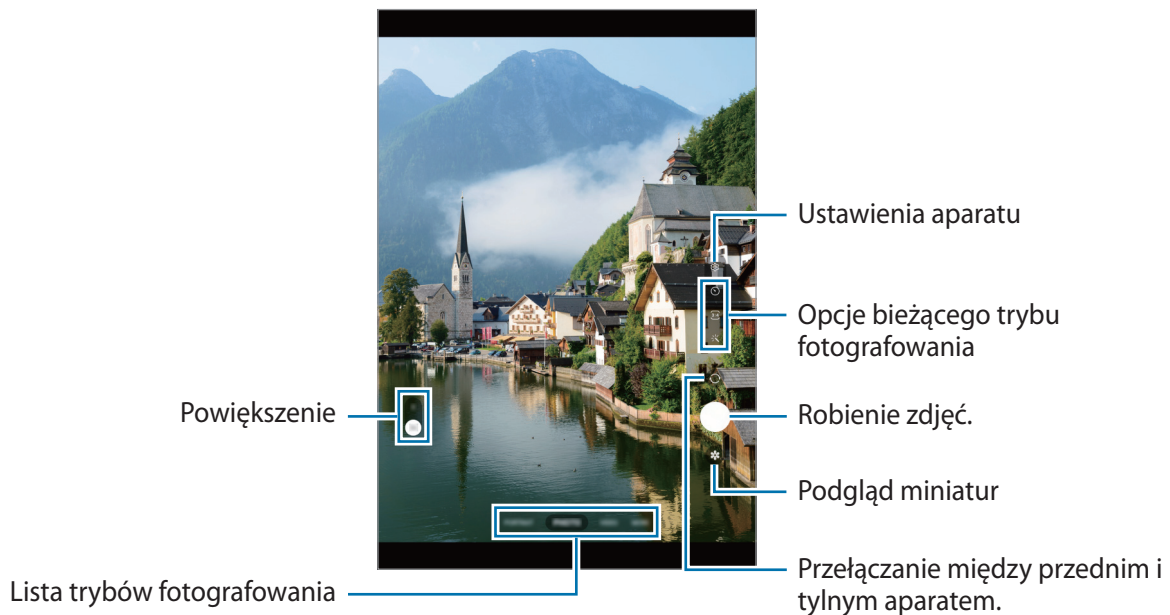 Ustawienia aparatu
Opcje bieżącego trybu
fotografowania
Powiększenie
Robienie zdjęć.
Podgląd miniatur
Przełączanie między przednim i
tylnym aparatem.
Lista trybów fotografowania